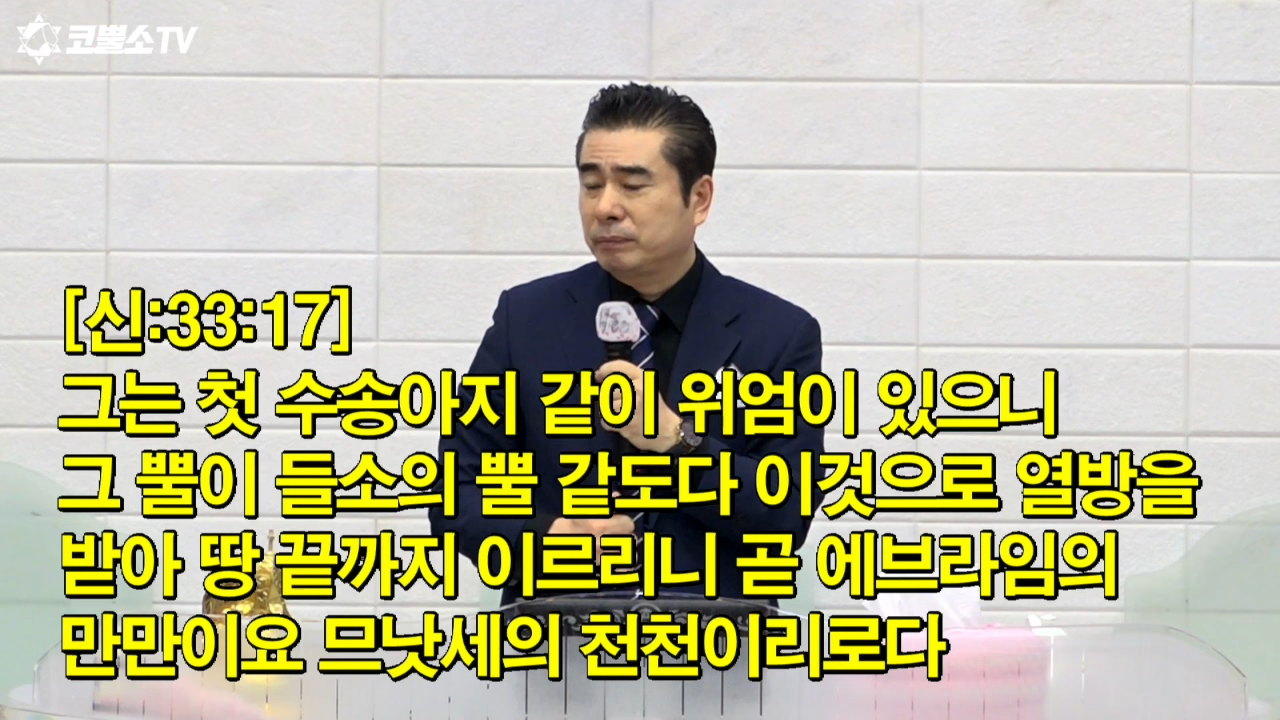 코뿔소TV
[신:33:17]
그는 첫 수송아지 같이 위엄이 있으니
그 뿔이 들소의 뿔 같도다 이것으로 열방을
받아 땅 끝까지 이르리니 곧 에브라임의
만만이요 므낫세의 천천이리로다